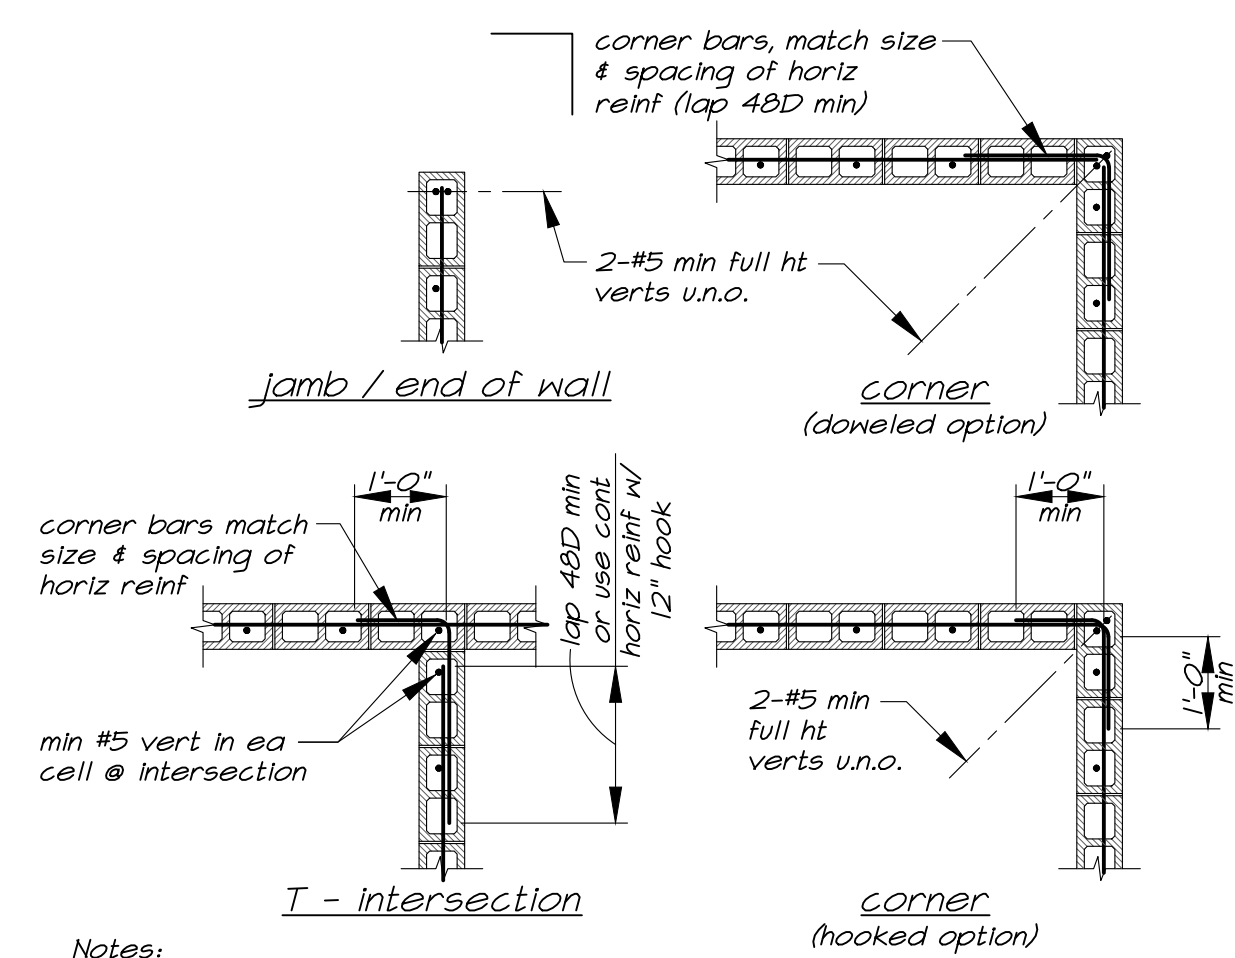 corner bars, match size
& spacing of horiz
reinf (lap 48D min)
2-#5 min full ht
verts u.n.o.
jamb / end of wall
corner
(doweled option)
1'-0"
min
corner bars match
size & spacing of
horiz reinf
lap 48D min
or use cont
horiz reinf w/
12" hook
min #5 vert in ea
cell @ intersection
T - intersection
1'-0"
min
2-#5 min
full ht
verts u.n.o.
1'-0"
min
corner
(hooked option)
Notes: